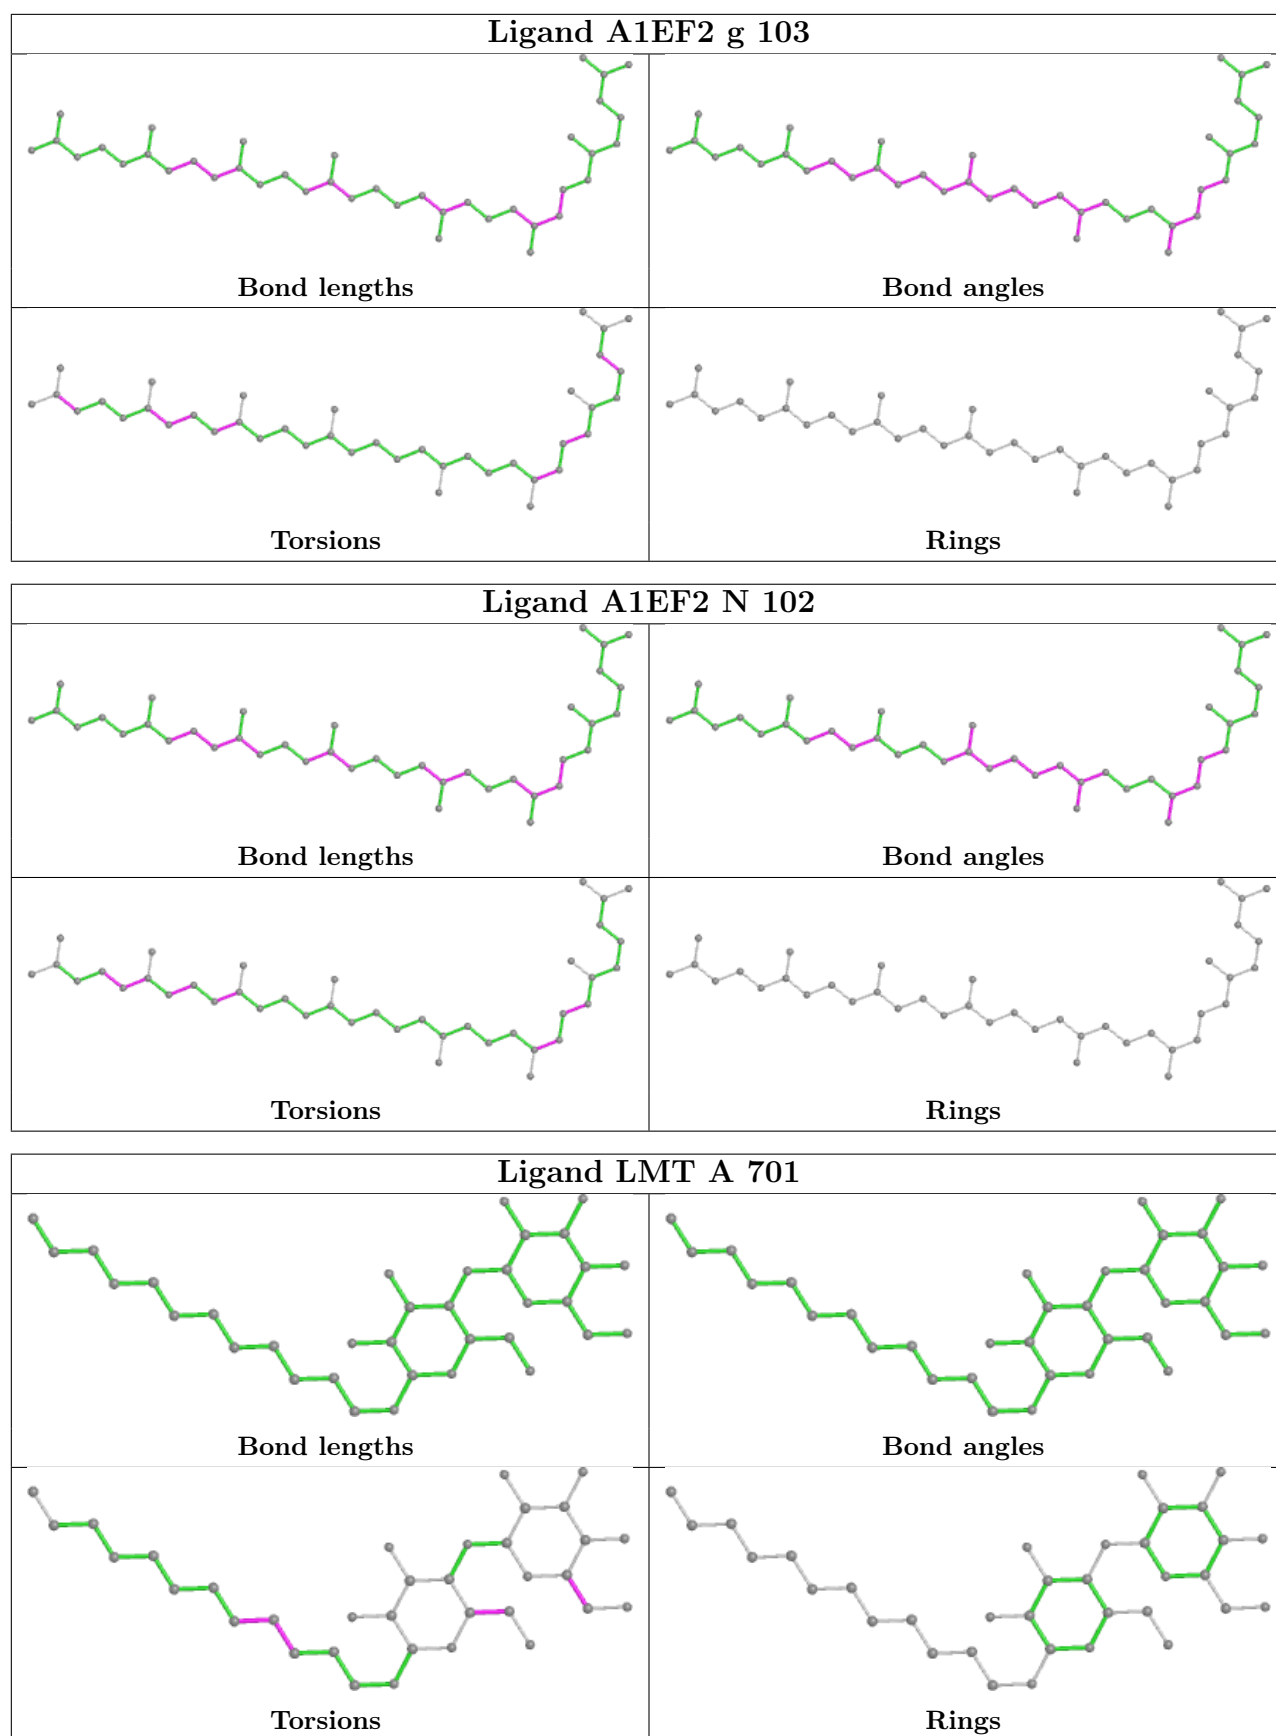 Ligand A1EF2 g 103
Bond lengths
Bond angles
Torsions
Rings
Ligand A1EF2 N 102
Bond lengths
Bond angles
Torsions
Rings
Ligand LMT A 701
Bond lengths
Bond angles
Torsions
Rings